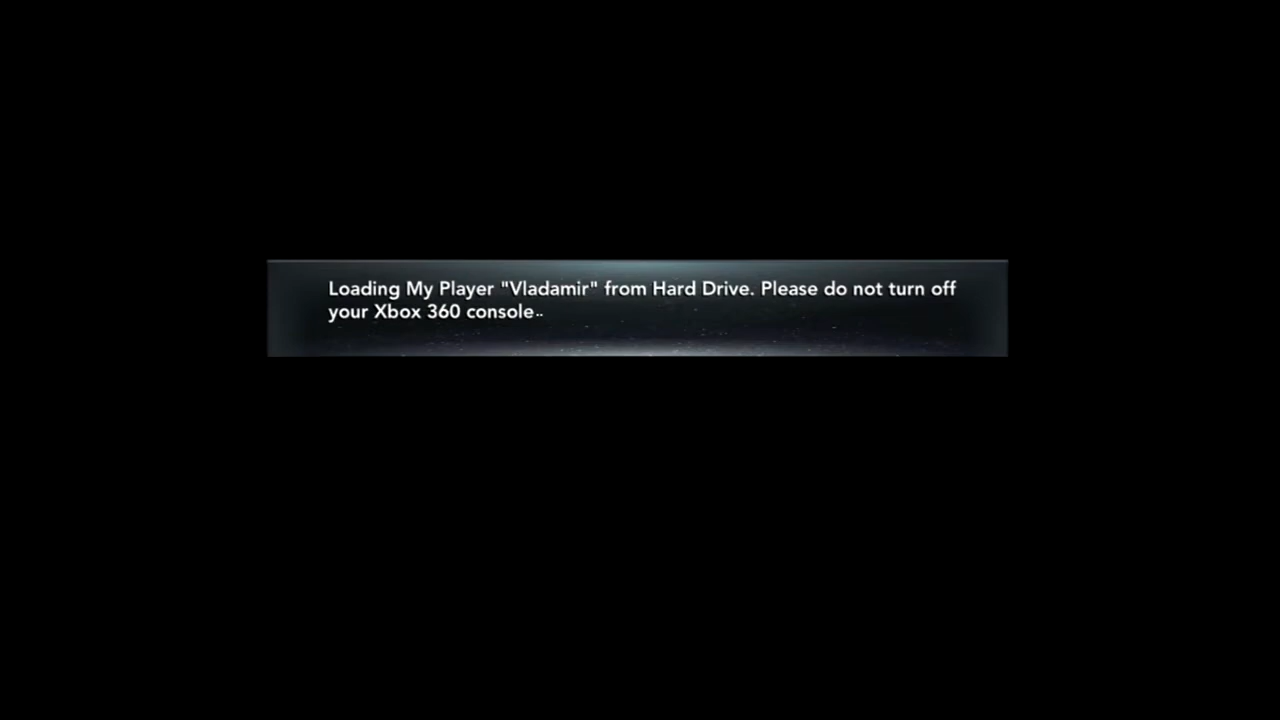 Loading My Player "Vladamir" from Hard Drive. Please do not turn off
your Xbox 360 console..